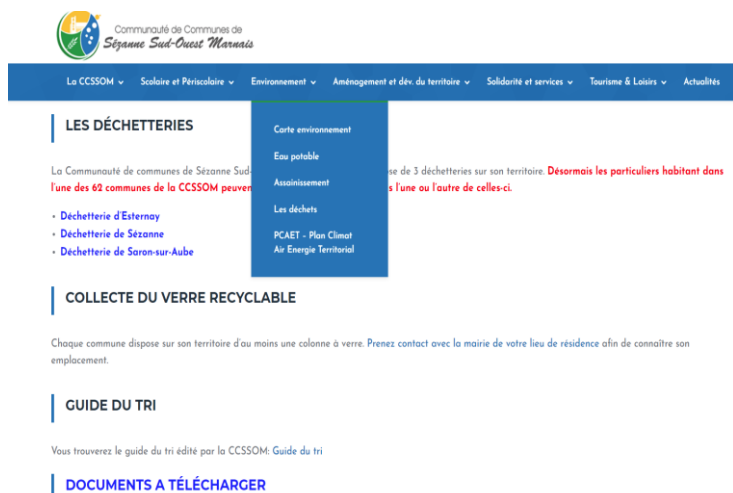 Communauté de Communes de
Sézanne Sud-Ouest Marnais
La CCSSOM Scolaire et Périscolaire Environnement Aménagement et dév. du territoire Solidarité et services Tourisme & Loisirs Actualités
Carte environnement
Eau potable
Assainissement
Les déchets
PCAET - Plan Climat
Air Energie Territorial
LES DÉCHETTERIES
La Communauté de communes de Sézanne Sud- se de 3 déchetteries sur son territoire. Désormais les particuliers habitant dans
l'une des 62 communes de la CCSSOM peuven s l'une ou l'autre de celles-ci.
• Déchetterie d'Esternay
• Déchetterie de Sézanne
• Déchetterie de Saron-sur-Aube
COLLECTE DU VERRE RECYCLABLE
Chaque commune dispose sur son territoire d'au moins une colonne à verre. Prenez contact avec la mairie de votre lieu de résidence afin de connaître son
emplacement.
GUIDE DU TRI
Vous trouverez le guide du tri édité par la CCSSOM: Guide du tri
DOCUMENTS A TÉLÉCHARGER